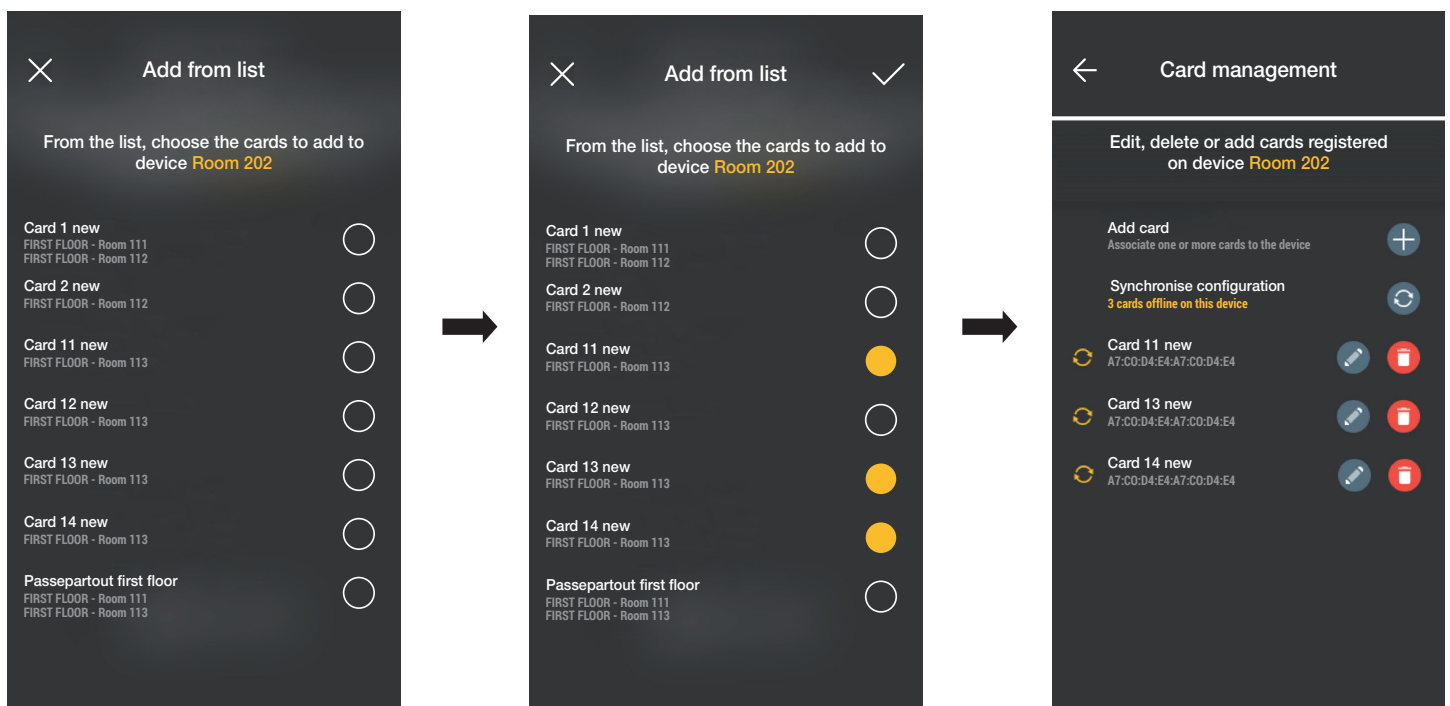 Add from list
From the list, choose the cards to add to
device Room 202
Card 1 new
FIRST FLOOR - Room 111
FIRST FLOOR - Room 112
Card 2 new
FIRST FLOOR - Room 112
Card 11 new
FIRST FLOOR - Room 113
Card 12 new
FIRST FLOOR - Room 113
Card 13 new
FIRST FLOOR - Room 113
Card 14 new
FIRST FLOOR - Room 113
Passepartout first floor
FIRST FLOOR - Room 111
FIRST FLOOR - Room 113
Add from list
From the list, choose the cards to add to
device Room 202
Card 1 new
FIRST FLOOR - Room 111
FIRST FLOOR - Room 112
Card 2 new
FIRST FLOOR - Room 112
Card 11 new
FIRST FLOOR - Room 113
Card 12 new
FIRST FLOOR - Room 113
Card 13 new
FIRST FLOOR - Room 113
Card 14 new
FIRST FLOOR - Room 113
Passepartout first floor
FIRST FLOOR - Room 111
FIRST FLOOR - Room 113
Card management
Edit, delete or add cards registered
on device Room 202
Add card
Associate one or more cards to the device
Synchronise configuration
3 cards offline on this device
Card 11 new
A7:C0:D4:E4:A7:C0:D4:E4
Card 13 new
A7:C0:D4:E4:A7:C0:D4:E4
Card 14 new
A7:C0:D4:E4:A7:C0:D4:E4